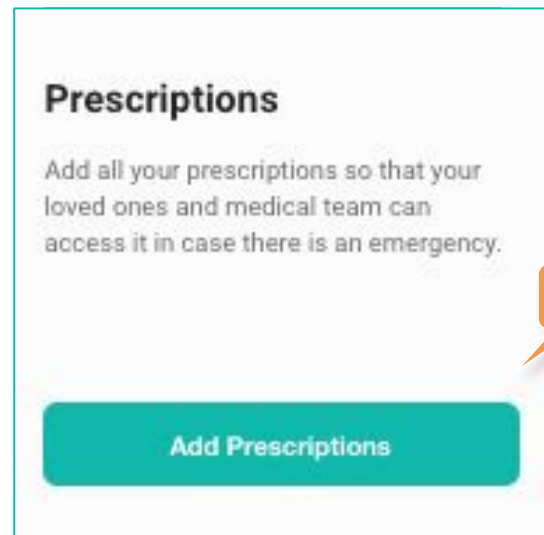 Prescriptions
Add all your prescriptions so that your
loved ones and medical team can
access it in case there is an emergency.
Add Prescriptions